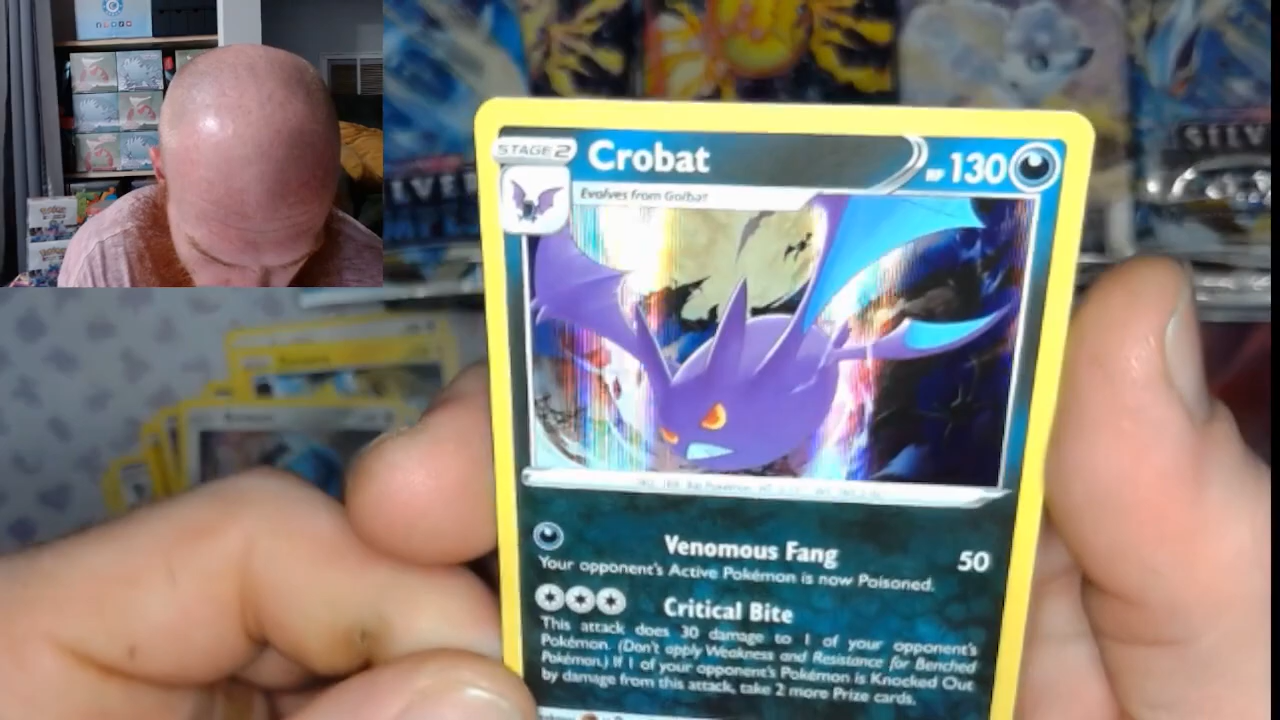 STAGE 2
Crobat
HP 130
Evolves from Golbat
Venomous Fang 50
Your opponent's Active Pokémon is now Poisoned.
Critical Bite
This attack does 30 damage to 1 of your opponent's
Pokémon. (Don't apply Weakness and Resistance for Benched
Pokémon.) If 1 of your opponent's Pokémon is Knocked Out
by damage from this attack, take 2 more Prize cards.
SILV
LVER